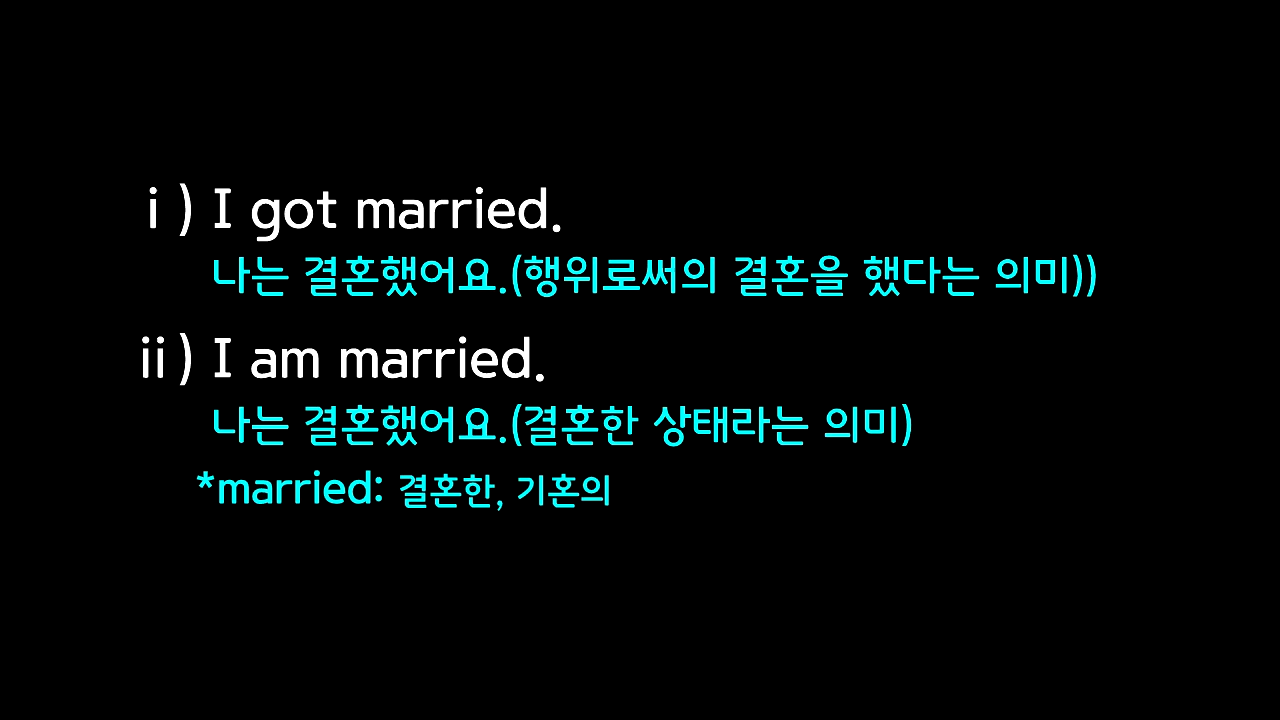 i ) I got married.
나는 결혼했어요.(행위로써의 결혼을 했다는 의미))
ii ) I am married.
나는 결혼했어요.(결혼한 상태라는 의미)
*married: 결혼한, 기혼의